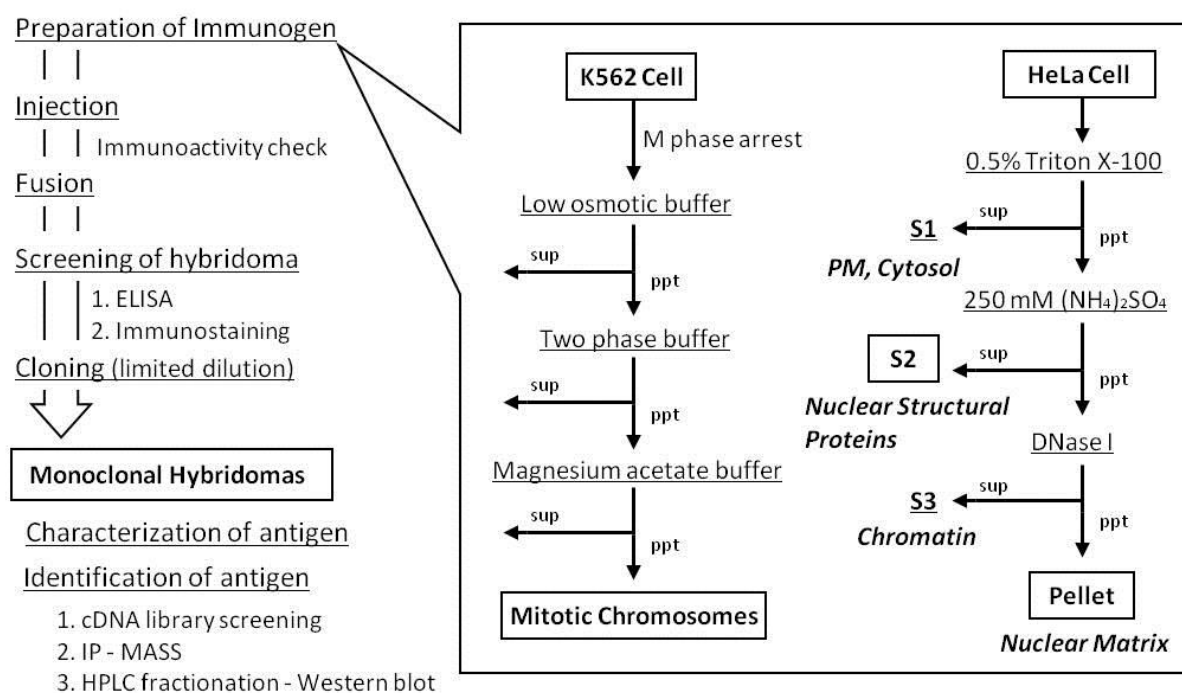 Preparation of Immunogen
Injection
Immunoactivity check
Fusion
Screening of hybridoma
1. ELISA
2. Immunostaining
Cloning (limited dilution)
Monoclonal Hybridomas
Characterization of antigen
Identification of antigen
1. cDNA library screening
2. IP - MASS
3. HPLC fractionation - Western blot
K562 Cell
M phase arrest
Low osmotic buffer
sup
ppt
Two phase buffer
sup
ppt
Magnesium acetate buffer
sup
ppt
Mitotic Chromosomes
HeLa Cell
0.5% Triton X-100
sup
S1
ppt
PM, Cytosol
250 mM (NH₄)₂SO₄
sup
S2
ppt
Nuclear Structural
Proteins
DNase I
sup
S3
ppt
Chromatin
Pellet
Nuclear Matrix